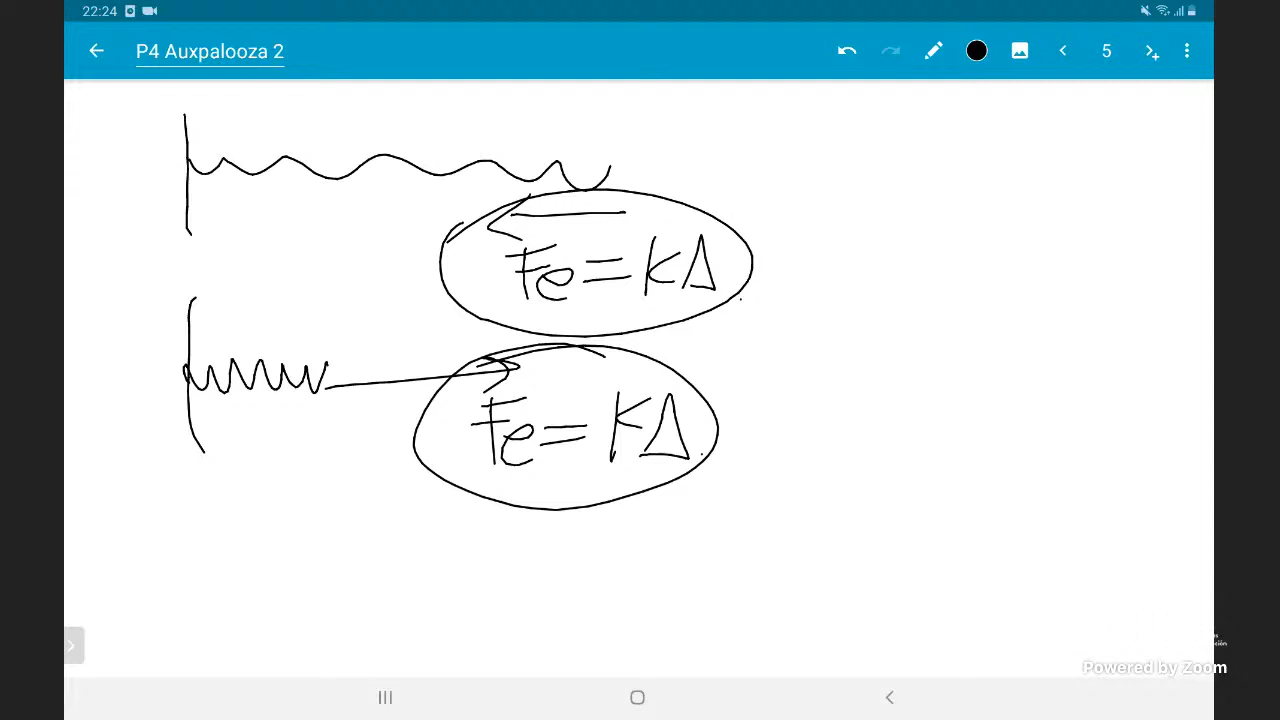 22:24
P4 Auxpalooza 2
5
Fe = KΔ
Fe = KΔ
Powered by Zoom